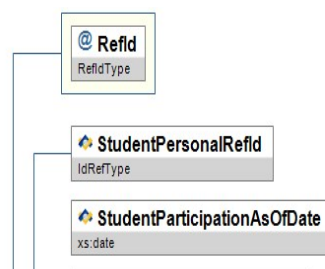 @ RefId
RefIdType
StudentPersonalRefId
IdRefType
StudentParticipationAsOfDate
xs:date